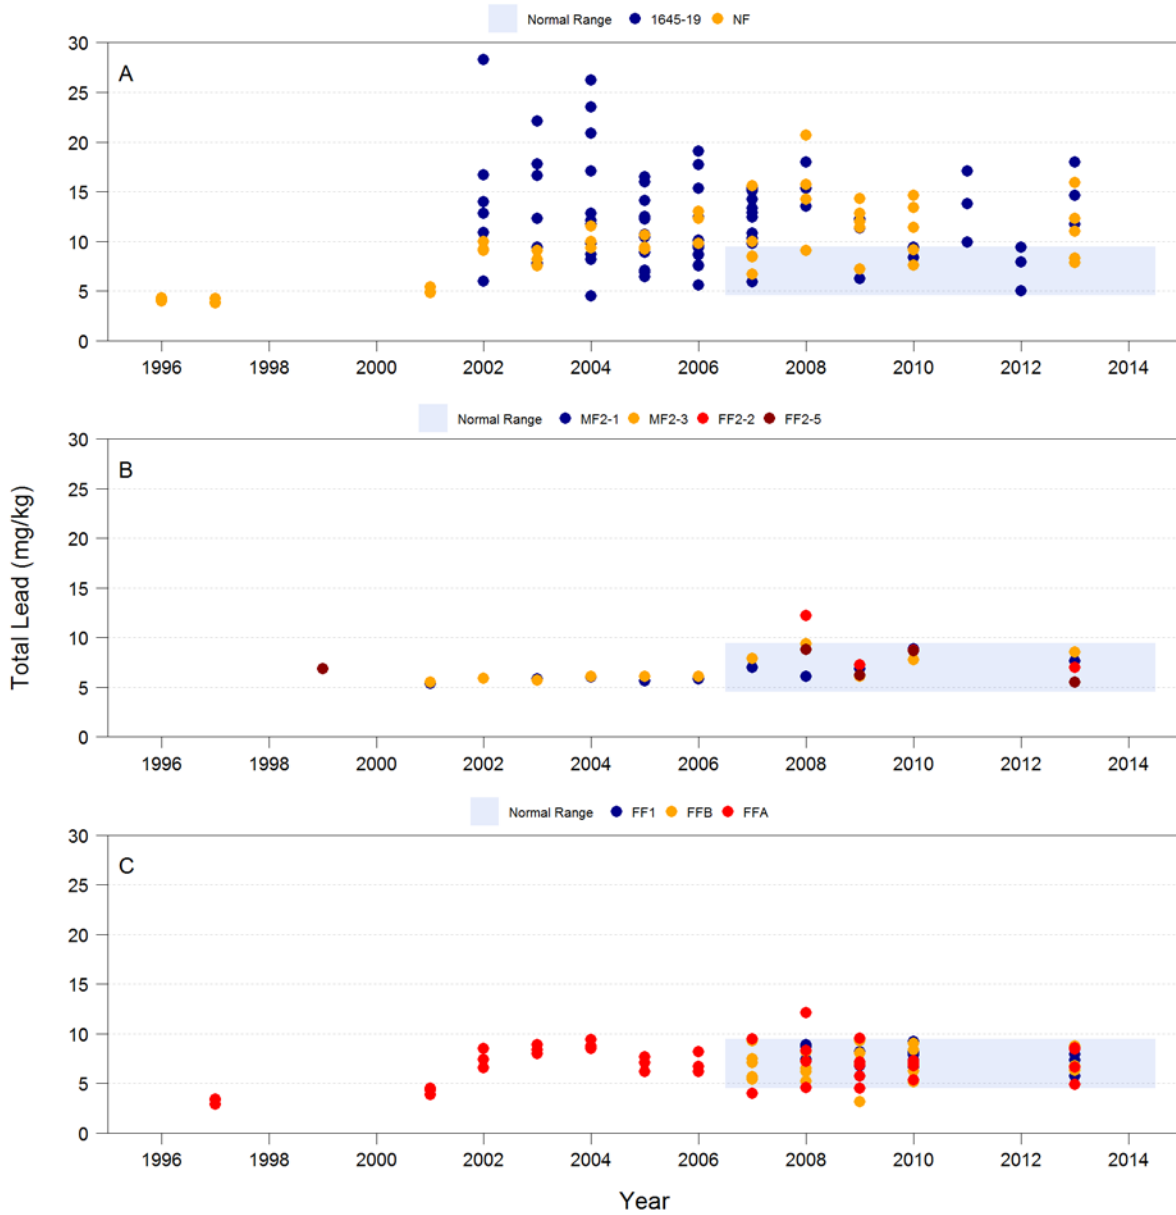 Normal Range 1645-19 NF
A
30
25
20
15
10
5
0
1996 1998 2000 2002 2004 2006 2008 2010 2012 2014
Normal Range MF2-1 MF2-3 FF2-2 FF2-5
B
30
25
20
15
10
5
0
1996 1998 2000 2002 2004 2006 2008 2010 2012 2014
Total Lead (mg/kg)
Normal Range FF1 FFB FFA
C
30
25
20
15
10
5
0
1996 1998 2000 2002 2004 2006 2008 2010 2012 2014
Year